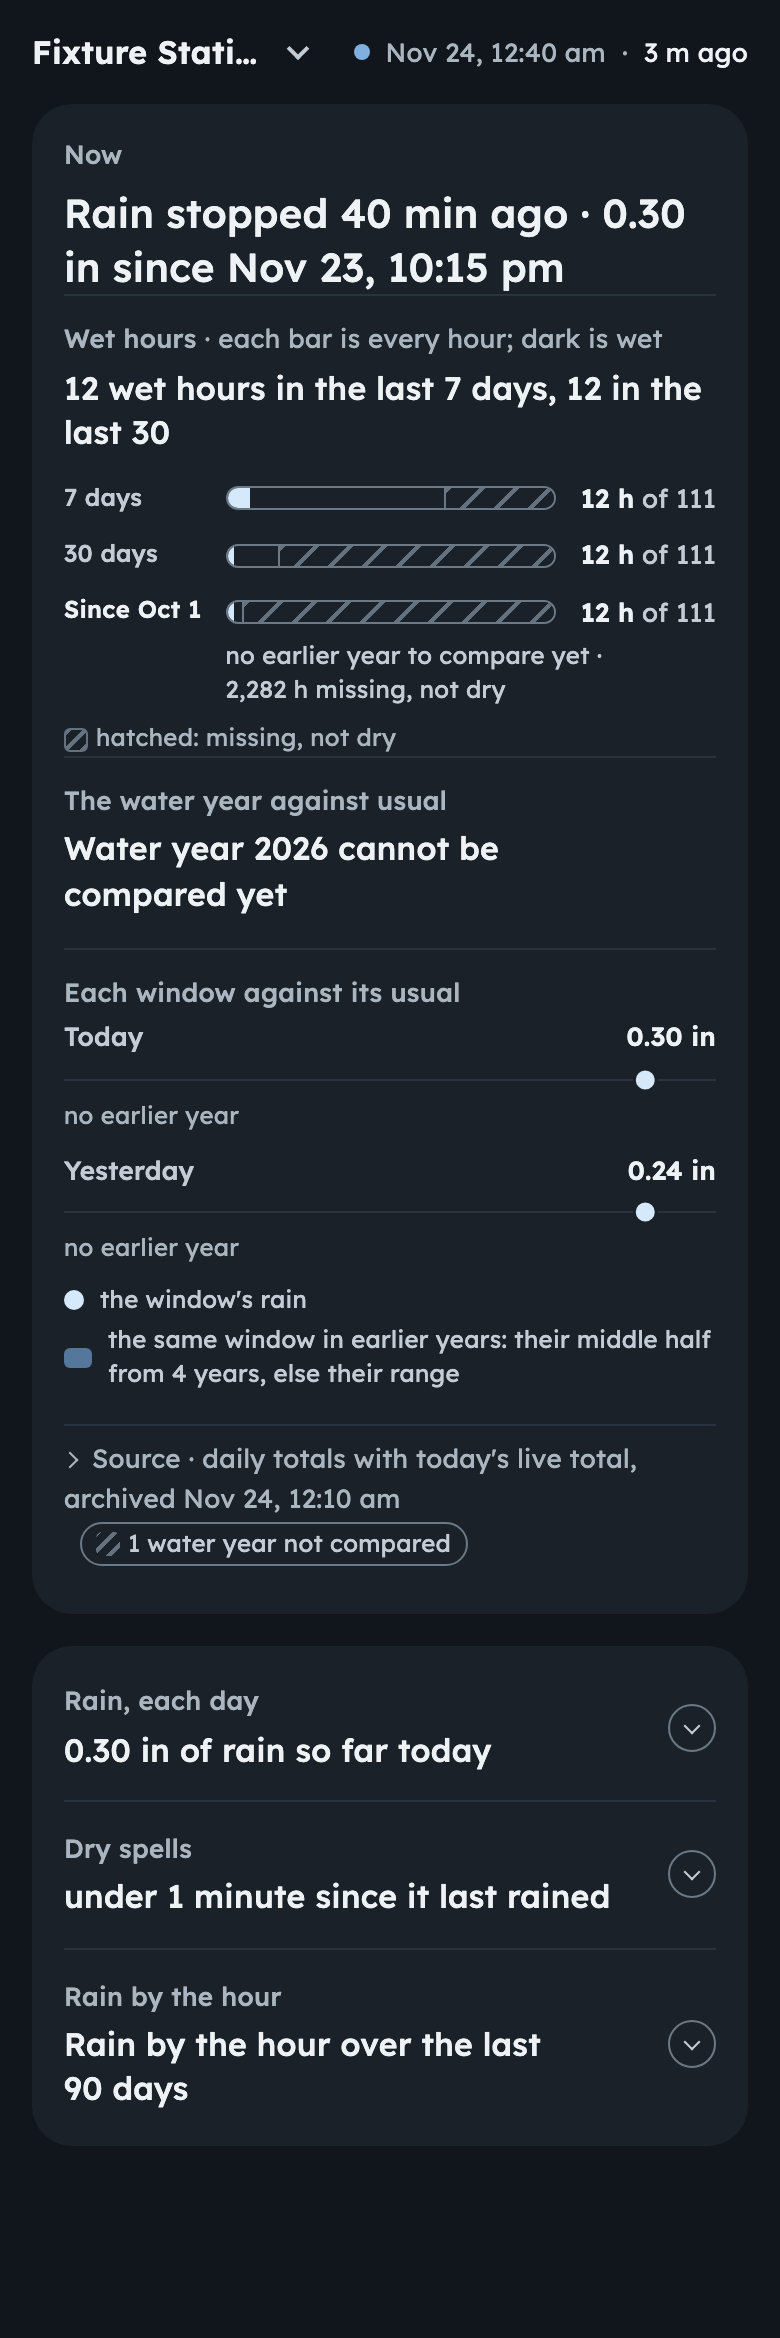 Fixture Stati…
Nov 24, 12:40 am · 3 m ago
Now
Rain stopped 40 min ago · 0.30
in since Nov 23, 10:15 pm
Wet hours · each bar is every hour; dark is wet
12 wet hours in the last 7 days, 12 in the
last 30
7 days 12 h of 111
30 days 12 h of 111
Since Oct 1 12 h of 111
no earlier year to compare yet ·
2,282 h missing, not dry
hatched: missing, not dry
The water year against usual
Water year 2026 cannot be
compared yet
Each window against its usual
Today 0.30 in
no earlier year
Yesterday 0.24 in
no earlier year
the window's rain
the same window in earlier years: their middle half
from 4 years, else their range
Source · daily totals with today's live total,
archived Nov 24, 12:10 am
1 water year not compared
Rain, each day
0.30 in of rain so far today
Dry spells
under 1 minute since it last rained
Rain by the hour
Rain by the hour over the last
90 days